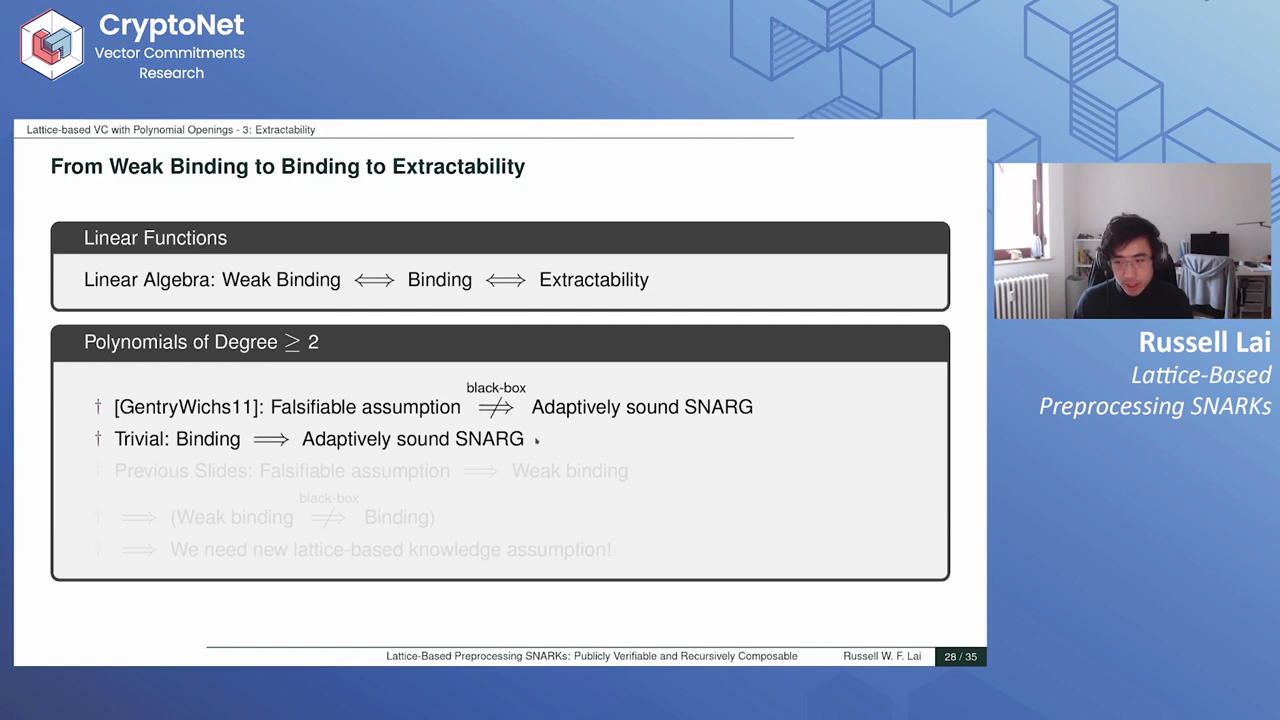 CryptoNet
Vector Commitments
Research
Lattice-based VC with Polynomial Openings - 3: Extractability
From Weak Binding to Binding to Extractability
Linear Functions
Linear Algebra: Weak Binding ⟺ Binding ⟺ Extractability
Polynomials of Degree ≥ 2
black-box
† [GentryWichs11]: Falsifiable assumption ⇏ Adaptively sound SNARG
† Trivial: Binding ⟹ Adaptively sound SNARG
† Previous Slides: Falsifiable assumption ⟹ Weak binding
black-box
† ⟹ (Weak binding ⇏ Binding)
† ⟹ We need new lattice-based knowledge assumption!
Lattice-Based Preprocessing SNARKs: Publicly Verifiable and Recursively Composable Russell W. F. Lai 28 / 35
Russell Lai
Lattice-Based
Preprocessing SNARKs